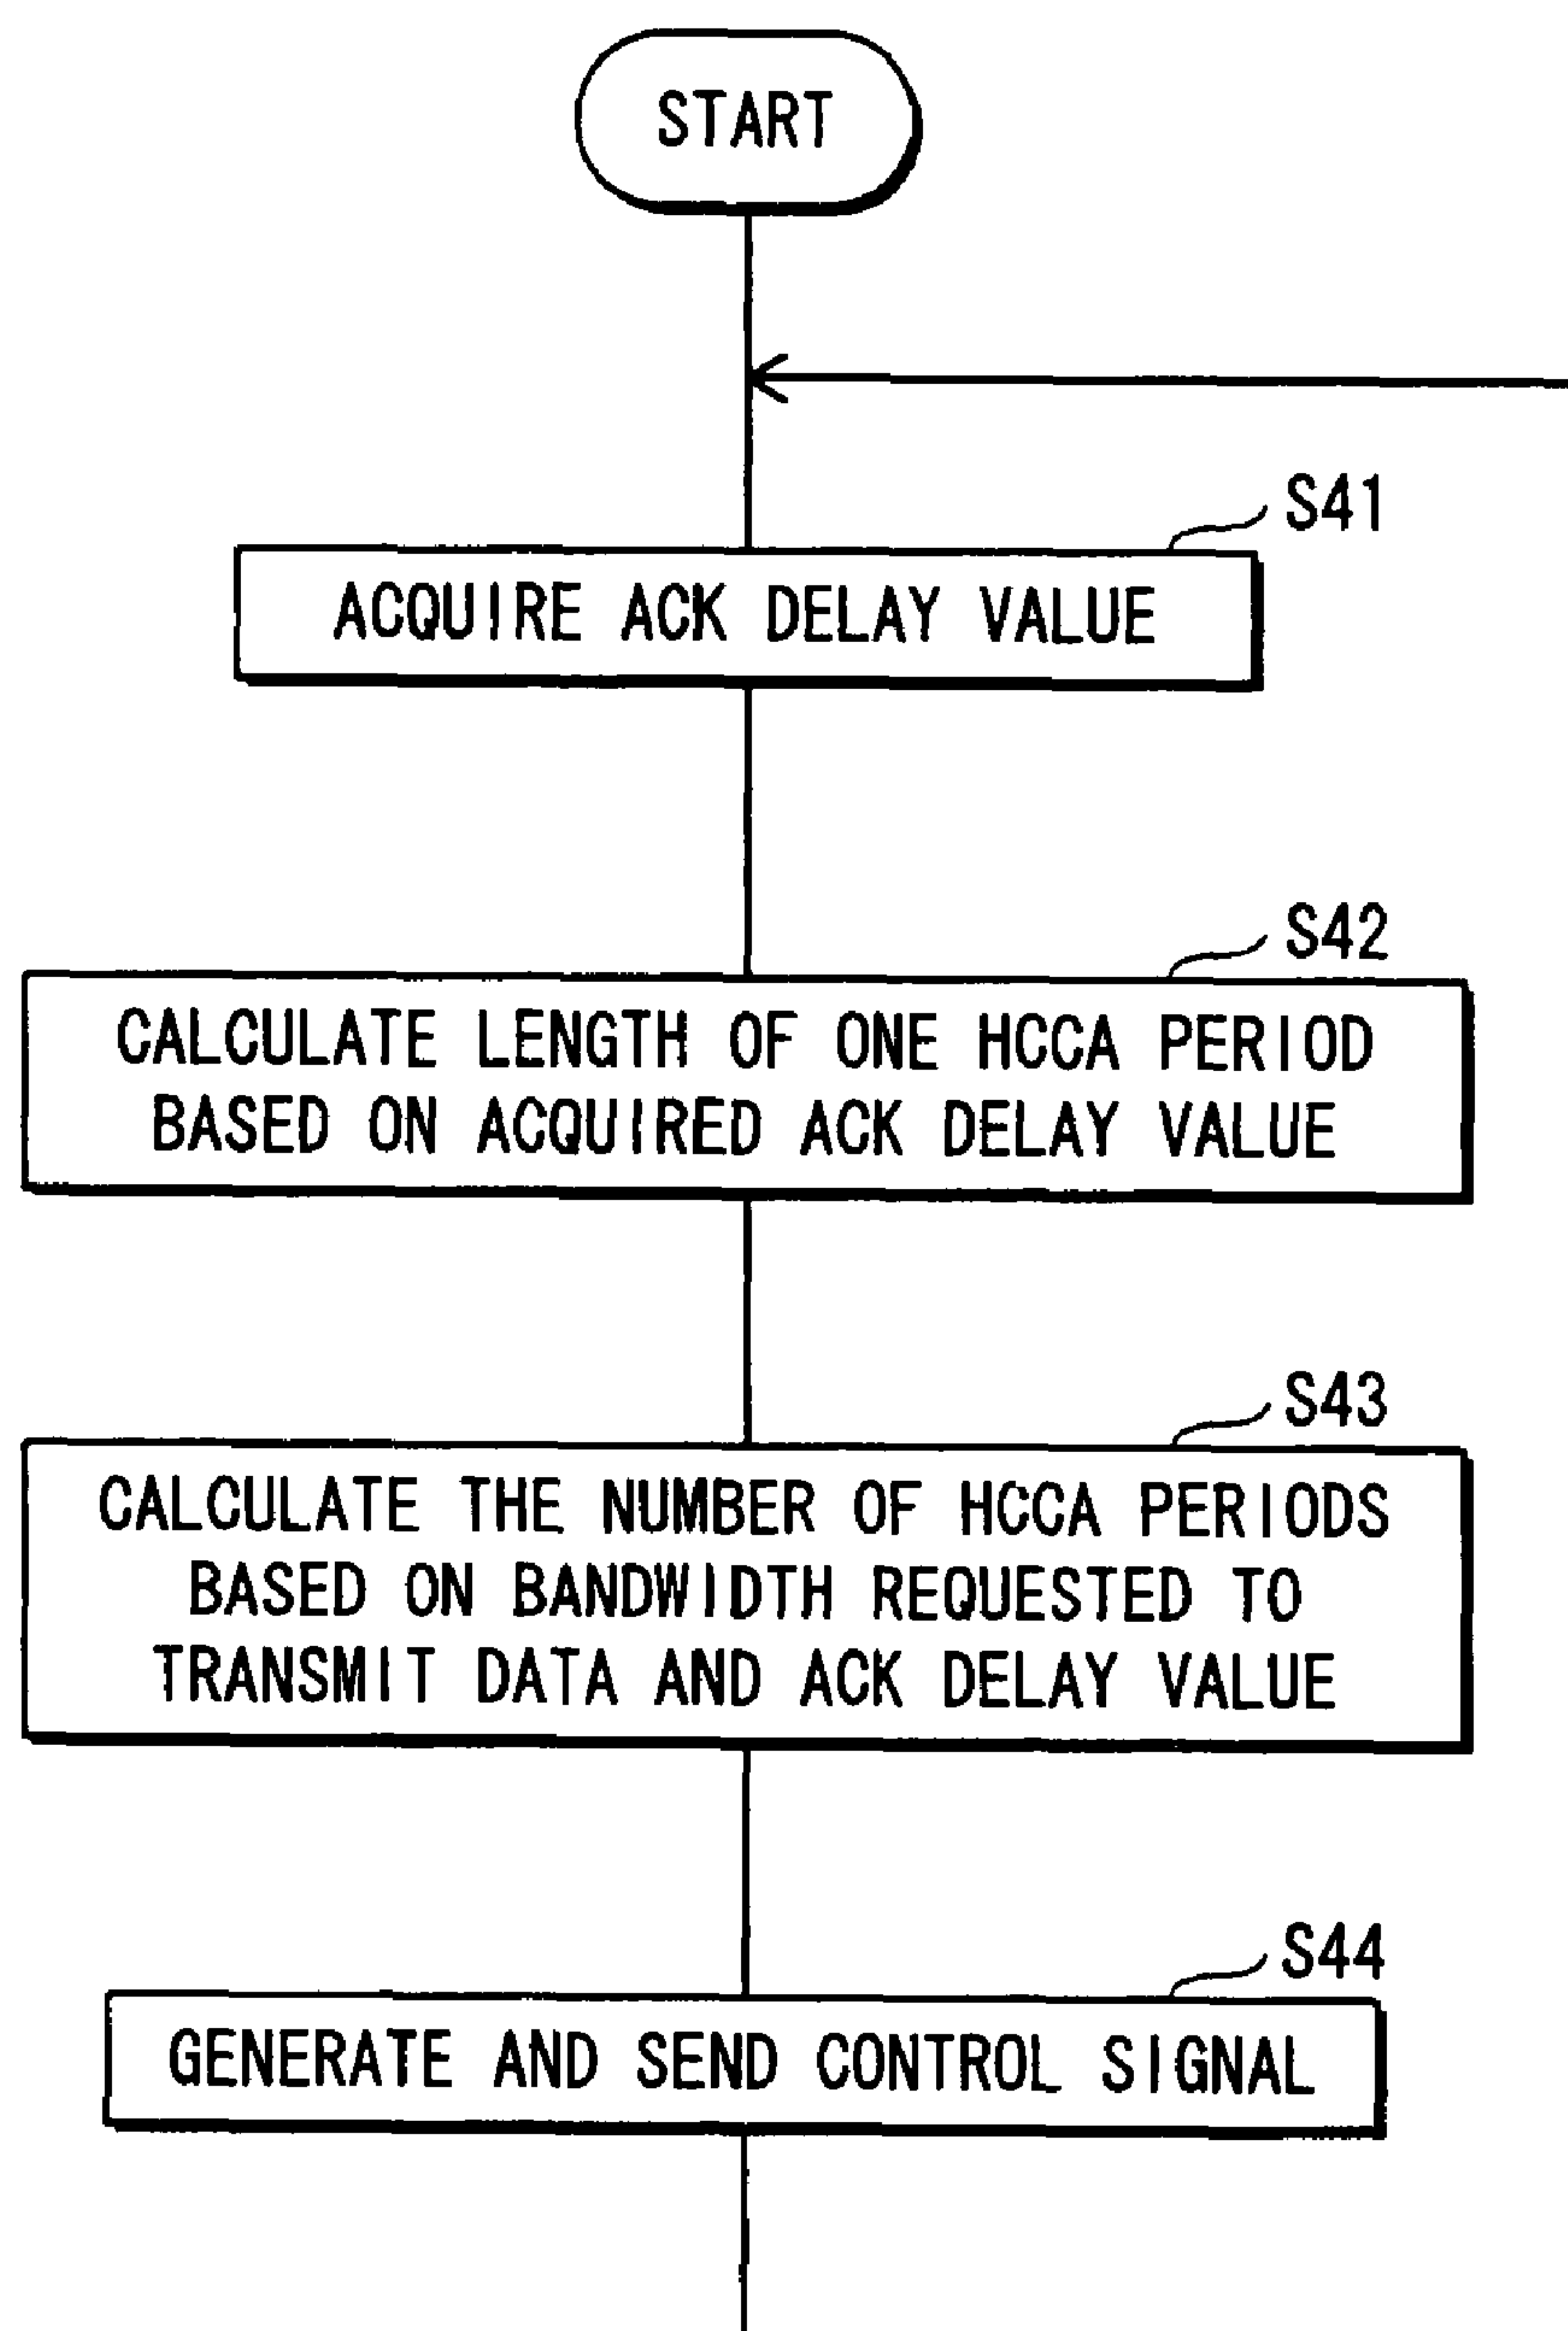 START
S41
ACQUIRE ACK DELAY VALUE
S42
CALCULATE LENGTH OF ONE HCCA PERIOD
BASED ON ACQUIRED ACK DELAY VALUE
S43
CALCULATE THE NUMBER OF HCCA PERIODS
BASED ON BANDWIDTH REQUESTED TO
TRANSMIT DATA AND ACK DELAY VALUE
S44
GENERATE AND SEND CONTROL SIGNAL